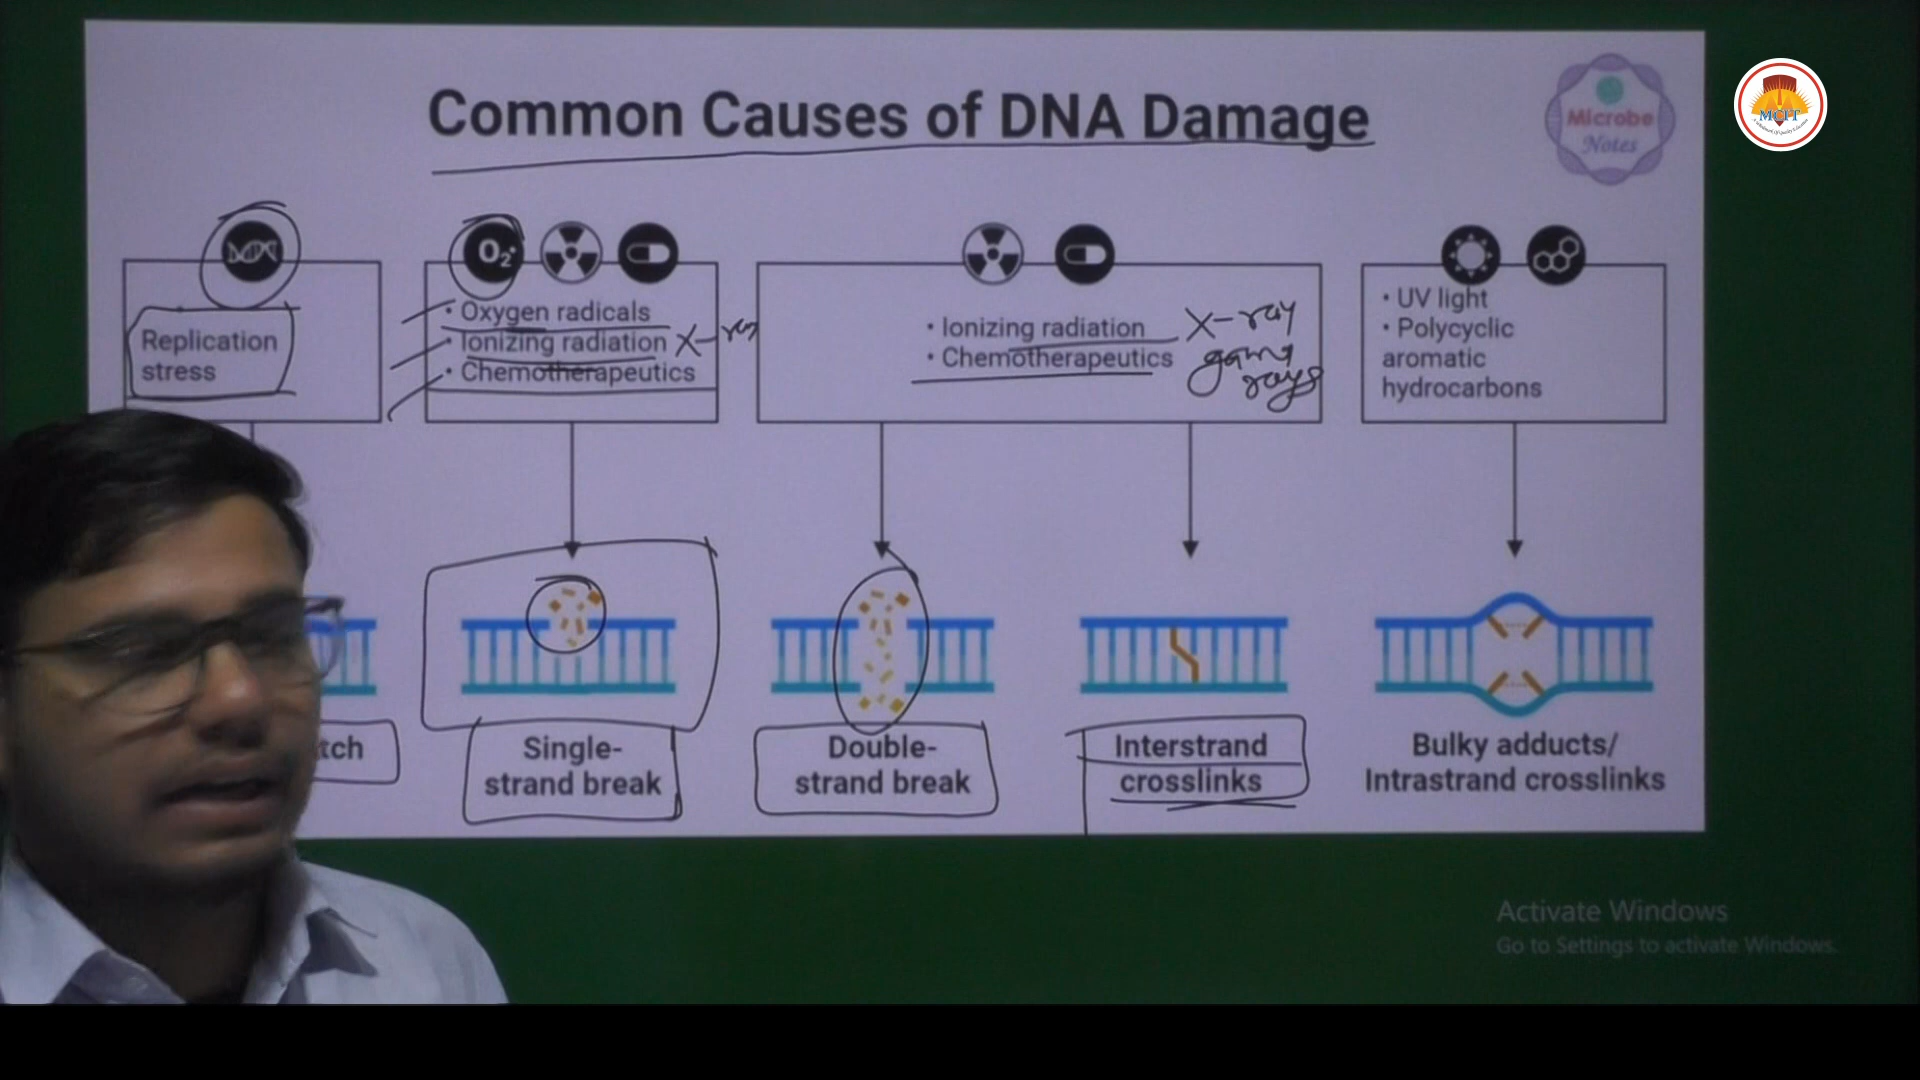 Common Causes of DNA Damage
Microbe
Notes
MCPT
O₂•
Replication
stress
• Oxygen radicals
• Ionizing radiation X-ray
• Chemotherapeutics
• Ionizing radiation
• Chemotherapeutics
X-ray
gama
rays
• UV light
• Polycyclic
aromatic
hydrocarbons
tch
Single-
strand break
Double-
strand break
Interstrand
crosslinks
Bulky adducts/
Intrastrand crosslinks
Activate Windows
Go to Settings to activate Windows.